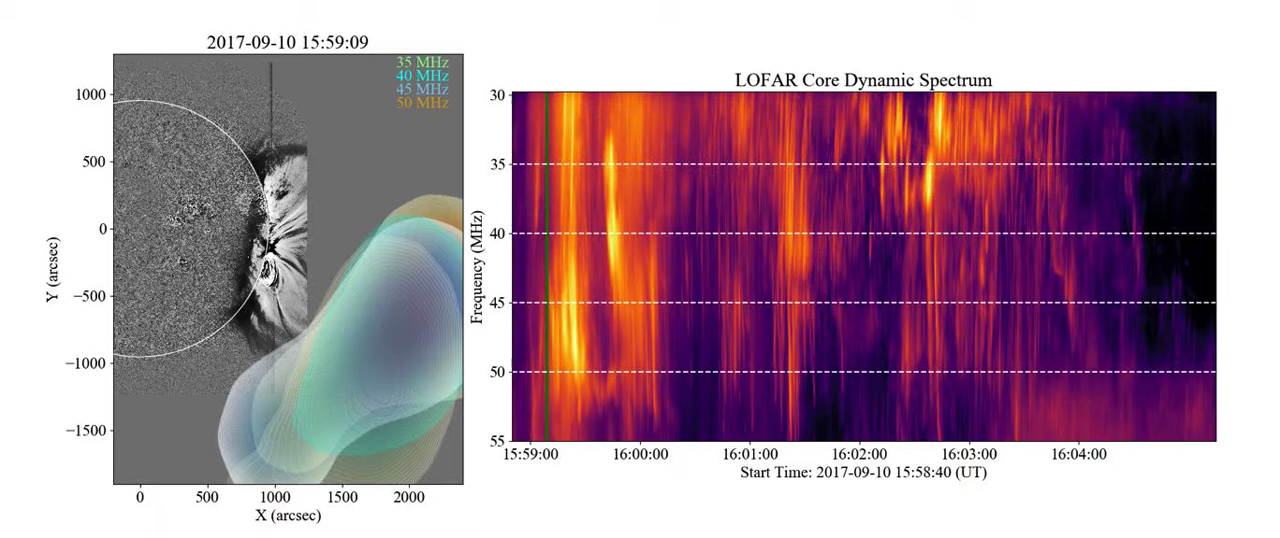 2017-09-10 15:59:09
35 MHz
40 MHz
45 MHz
50 MHz
1000
500
0
−500
−1000
−1500
Y (arcsec)
0
500
1000
1500
2000
X (arcsec)
LOFAR Core Dynamic Spectrum
30
35
40
45
50
55
Frequency (MHz)
15:59:00
16:00:00
16:01:00
16:02:00
16:03:00
16:04:00
Start Time: 2017-09-10 15:58:40 (UT)